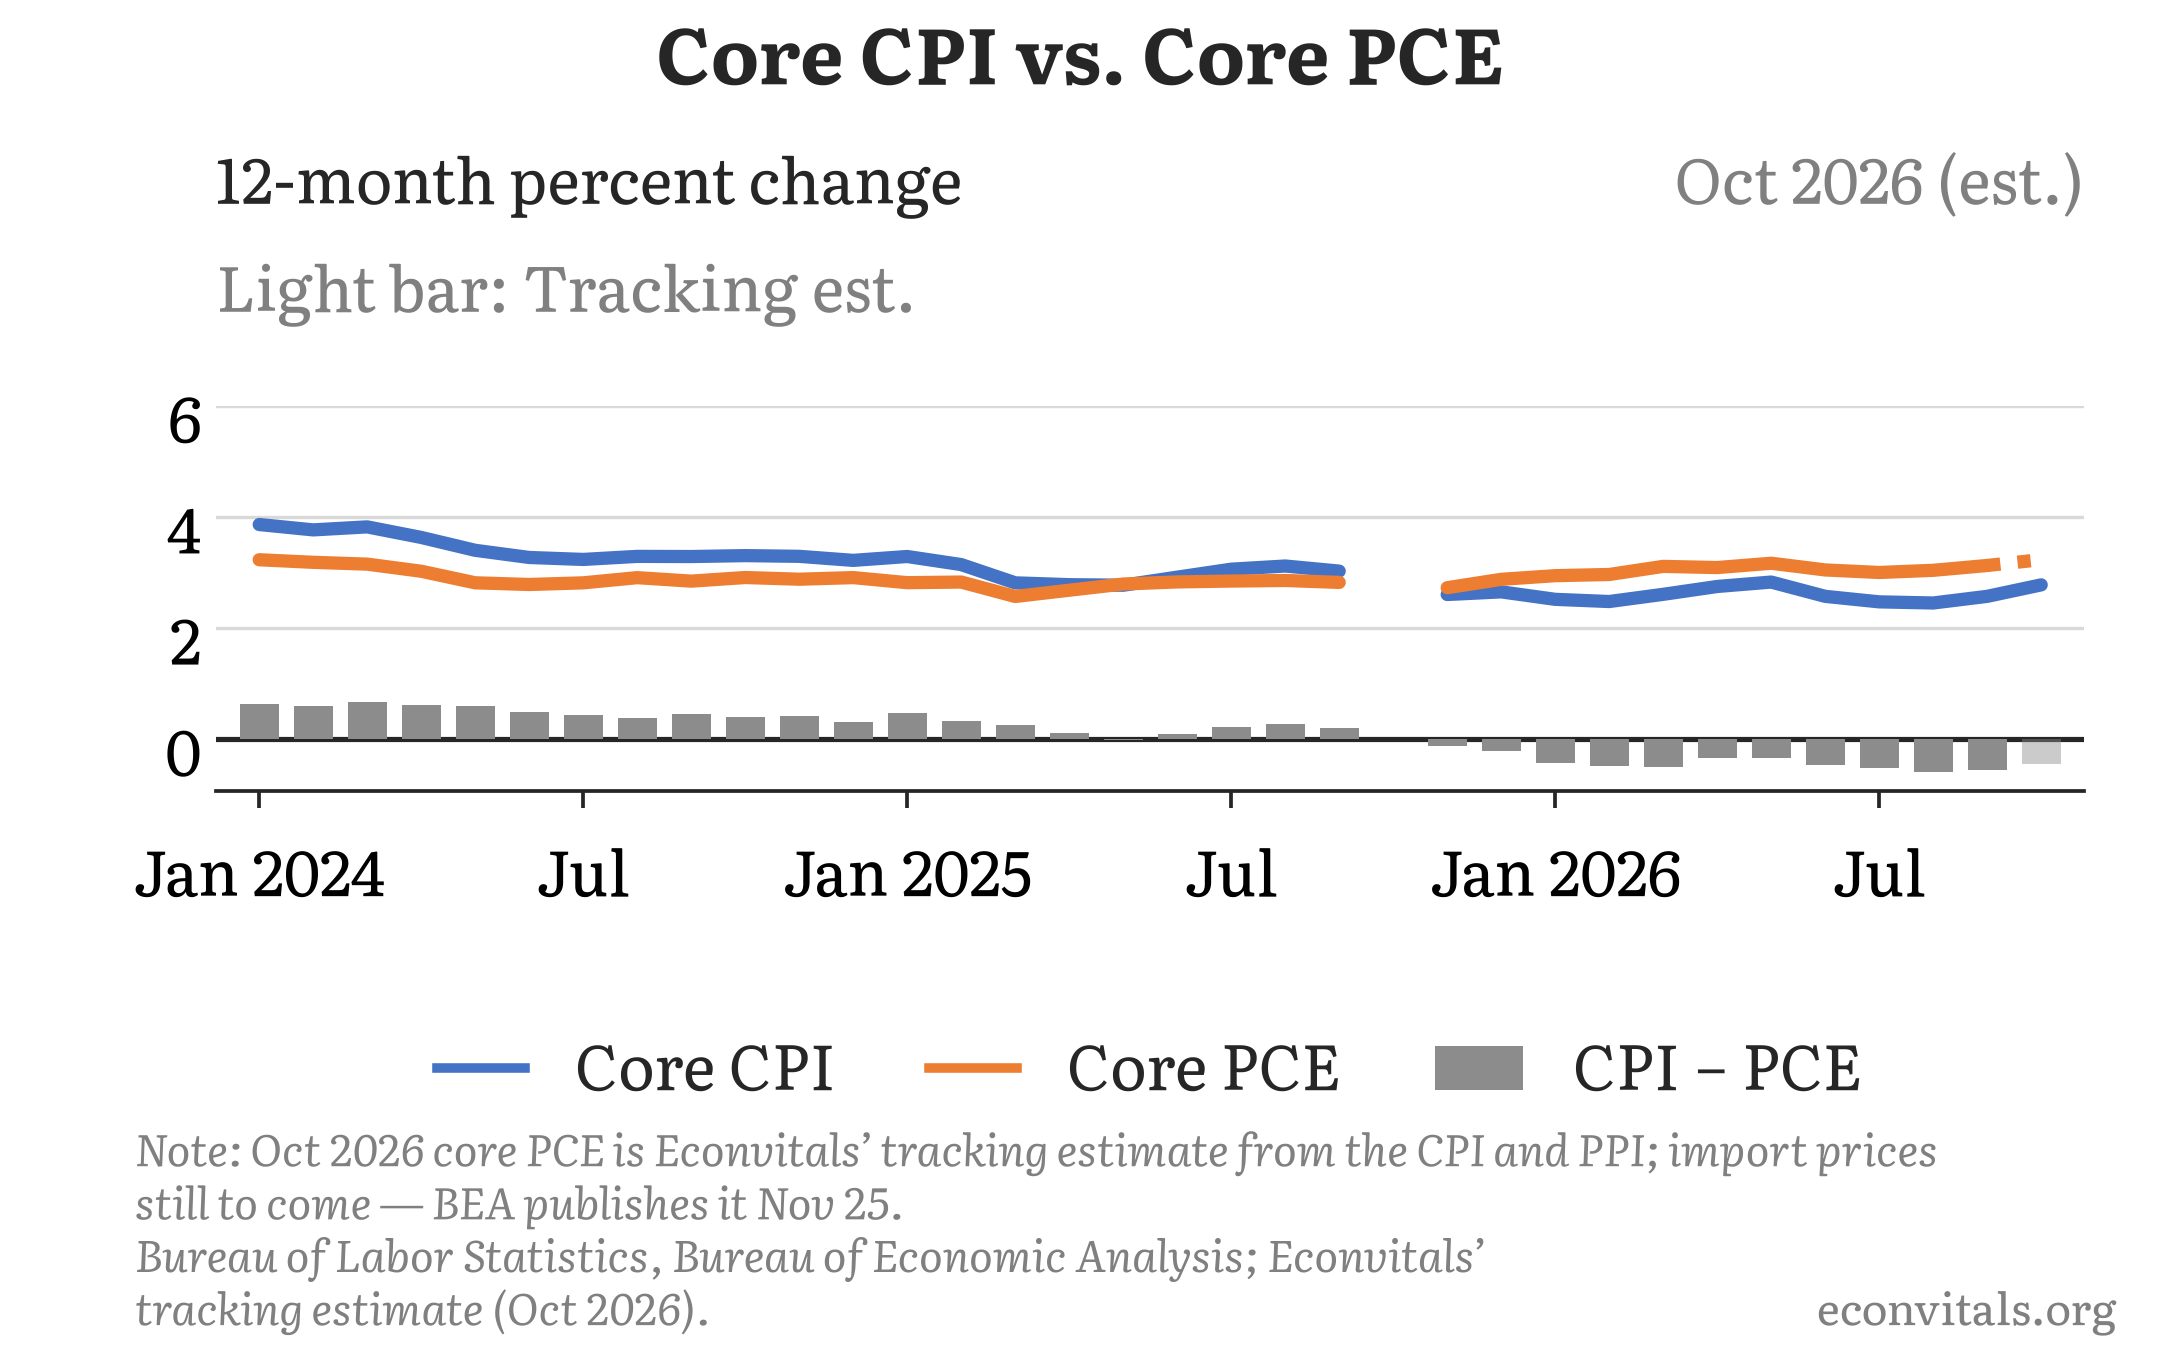 Core CPI vs. Core PCE
12-month percent change
Oct 2026 (est.)
Light bar: Tracking est.
6
4
2
0
Jan 2024
Jul
Jan 2025
Jul
Jan 2026
Jul
Core CPI
Core PCE
CPI – PCE
Note: Oct 2026 core PCE is Econvitals’ tracking estimate from the CPI and PPI; import prices
still to come — BEA publishes it Nov 25.
Bureau of Labor Statistics, Bureau of Economic Analysis; Econvitals’
tracking estimate (Oct 2026).
econvitals.org